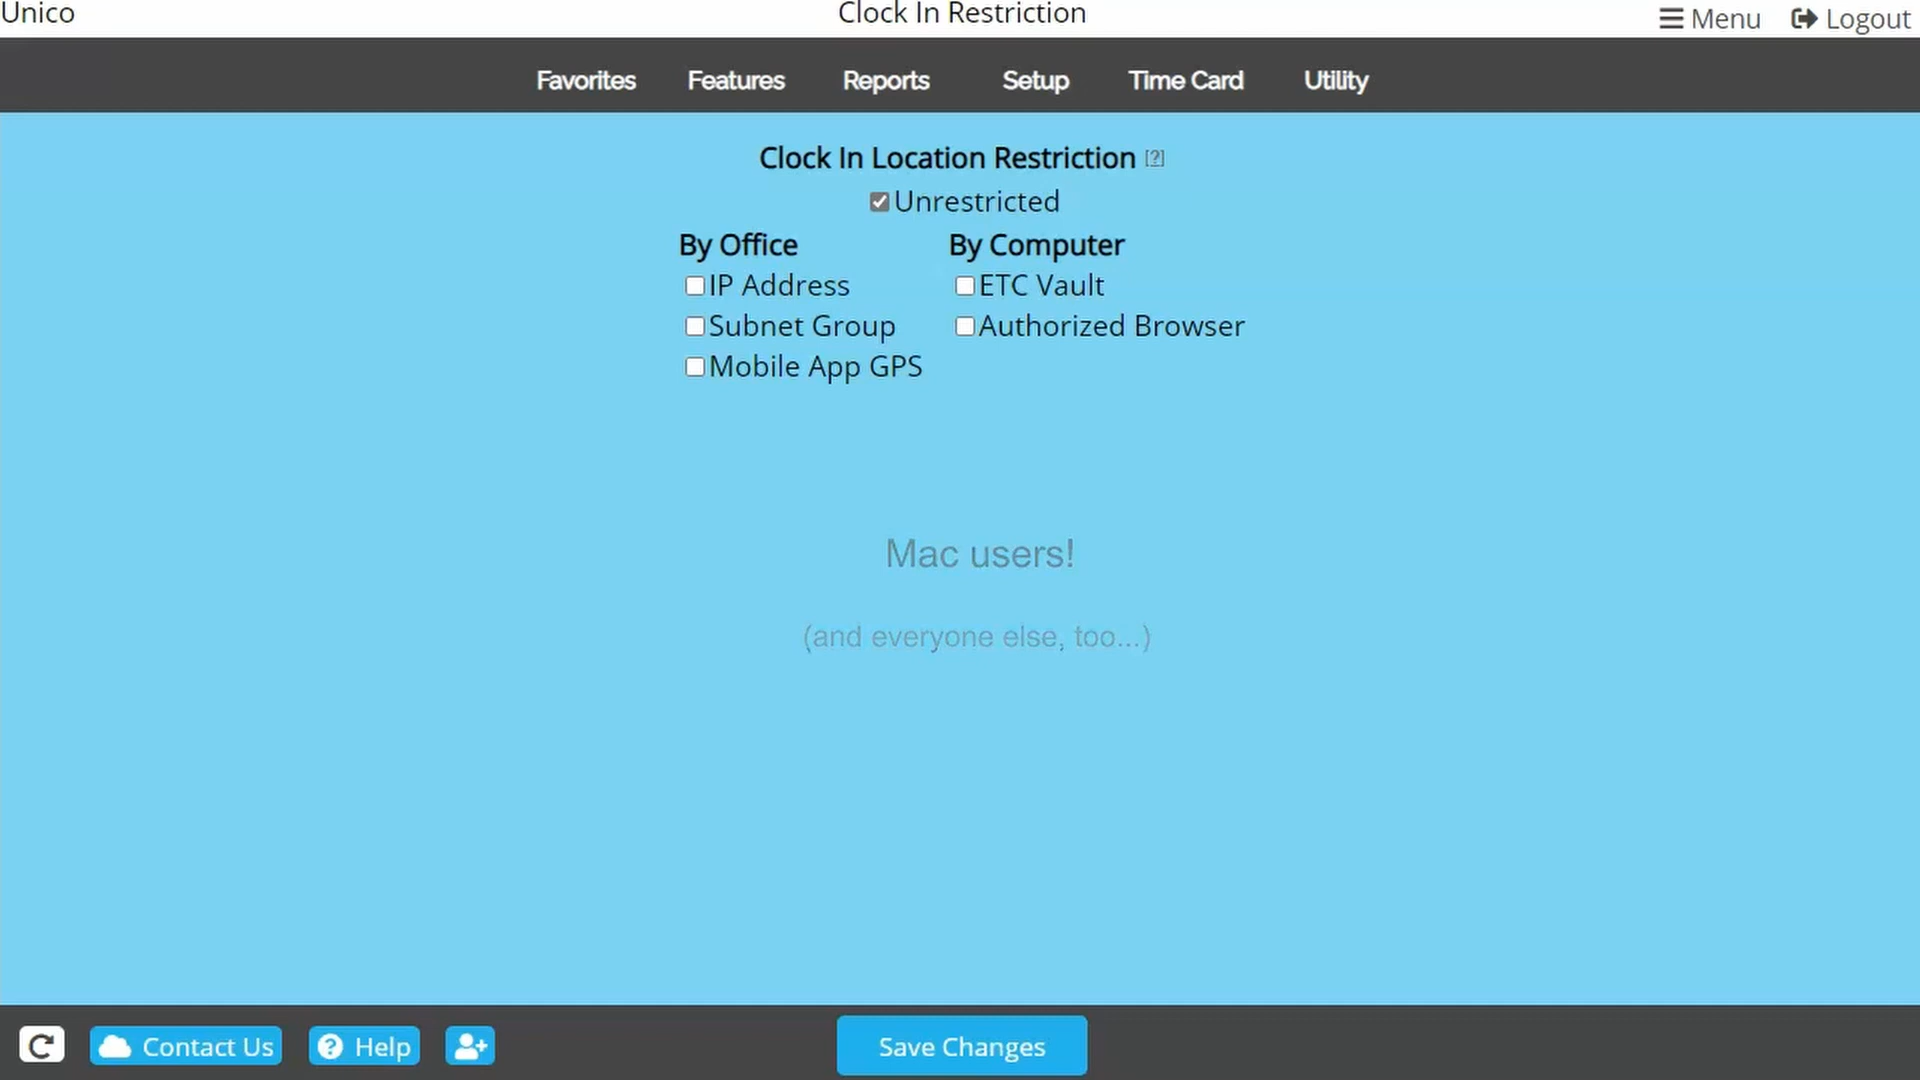 Unico
Clock In Restriction
Menu
Logout
Favorites
Features
Reports
Setup
Time Card
Utility
Clock In Location Restriction [?]
Unrestricted
By Office
By Computer
IP Address
ETC Vault
Subnet Group
Authorized Browser
Mobile App GPS
Mac users!
(and everyone else, too...)
Contact Us
Help
Save Changes